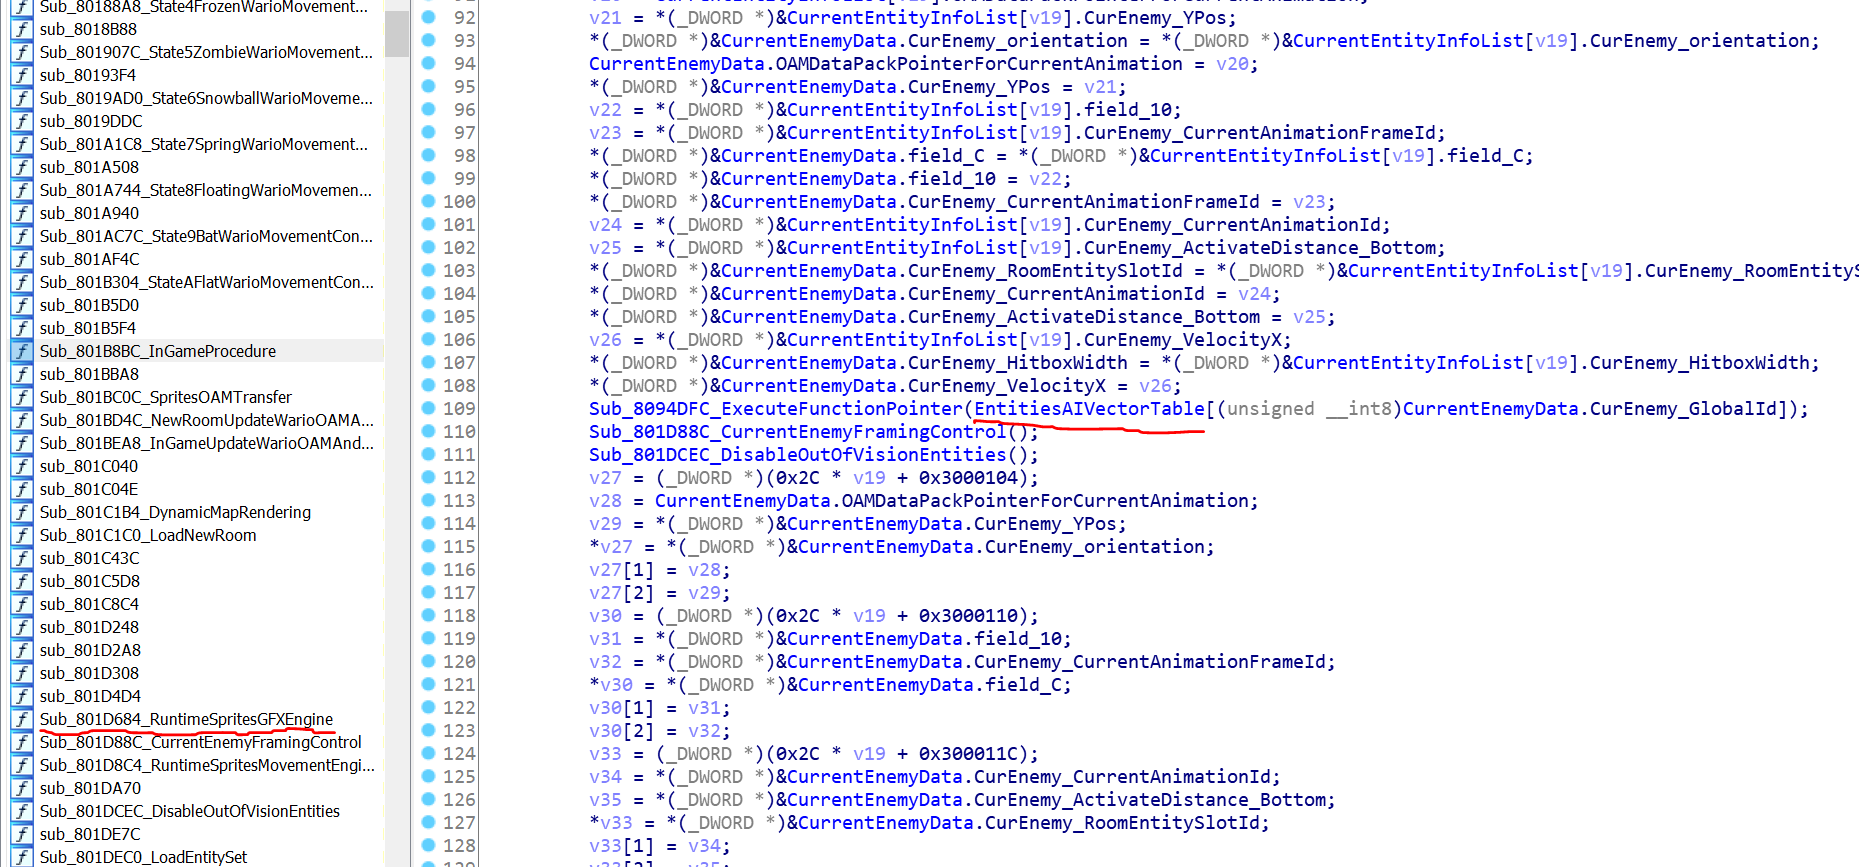 Sub_80188A8_State4FrozenWarioMovement...
sub_8018B88
Sub_801907C_State5ZombieWarioMovement...
sub_80193F4
Sub_8019AD0_State6SnowballWarioMoveme...
sub_8019DDC
Sub_801A1C8_State7SpringWarioMovement...
sub_801A508
Sub_801A744_State8FloatingWarioMovemen...
sub_801A940
Sub_801AC7C_State9BatWarioMovementCon...
sub_801AF4C
Sub_801B304_StateAFlatWarioMovementCon...
sub_801B5D0
sub_801B5F4
Sub_801B8BC_InGameProcedure
sub_801BBA8
Sub_801BC0C_SpritesOAMTransfer
Sub_801BD4C_NewRoomUpdateWarioOAMA...
Sub_801BEA8_InGameUpdateWarioOAMAnd...
sub_801C040
sub_801C04E
Sub_801C1B4_DynamicMapRendering
Sub_801C1C0_LoadNewRoom
sub_801C43C
sub_801C5D8
sub_801C8C4
sub_801D248
sub_801D2A8
sub_801D308
sub_801D4D4
Sub_801D684_RuntimeSpritesGFXEngine
Sub_801D88C_CurrentEnemyFramingControl
Sub_801D8C4_RuntimeSpritesMovementEngi...
sub_801DA70
Sub_801DCEC_DisableOutOfVisionEntities
sub_801DE7C
Sub_801DEC0_LoadEntitySet
92 v21 = *(_DWORD *)&CurrentEntityInfoList[v19].CurEnemy_YPos;
93 *(_DWORD *)&CurrentEnemyData.CurEnemy_orientation = *(_DWORD *)&CurrentEntityInfoList[v19].CurEnemy_orientation;
94 CurrentEnemyData.OAMDataPackPointerForCurrentAnimation = v20;
95 *(_DWORD *)&CurrentEnemyData.CurEnemy_YPos = v21;
96 v22 = *(_DWORD *)&CurrentEntityInfoList[v19].field_10;
97 v23 = *(_DWORD *)&CurrentEntityInfoList[v19].CurEnemy_CurrentAnimationFrameId;
98 *(_DWORD *)&CurrentEnemyData.field_C = *(_DWORD *)&CurrentEntityInfoList[v19].field_C;
99 *(_DWORD *)&CurrentEnemyData.field_10 = v22;
100 *(_DWORD *)&CurrentEnemyData.CurEnemy_CurrentAnimationFrameId = v23;
101 v24 = *(_DWORD *)&CurrentEntityInfoList[v19].CurEnemy_CurrentAnimationId;
102 v25 = *(_DWORD *)&CurrentEntityInfoList[v19].CurEnemy_ActivateDistance_Bottom;
103 *(_DWORD *)&CurrentEnemyData.CurEnemy_RoomEntitySlotId = *(_DWORD *)&CurrentEntityInfoList[v19].CurEnemy_RoomEntityS
104 *(_DWORD *)&CurrentEnemyData.CurEnemy_CurrentAnimationId = v24;
105 *(_DWORD *)&CurrentEnemyData.CurEnemy_ActivateDistance_Bottom = v25;
106 v26 = *(_DWORD *)&CurrentEntityInfoList[v19].CurEnemy_VelocityX;
107 *(_DWORD *)&CurrentEnemyData.CurEnemy_HitboxWidth = *(_DWORD *)&CurrentEntityInfoList[v19].CurEnemy_HitboxWidth;
108 *(_DWORD *)&CurrentEnemyData.CurEnemy_VelocityX = v26;
109 Sub_8094DFC_ExecuteFunctionPointer(EntitiesAIVectorTable[(unsigned __int8)CurrentEnemyData.CurEnemy_GlobalId]);
110 Sub_801D88C_CurrentEnemyFramingControl();
111 Sub_801DCEC_DisableOutOfVisionEntities();
112 v27 = (_DWORD *)(0x2C * v19 + 0x3000104);
113 v28 = CurrentEnemyData.OAMDataPackPointerForCurrentAnimation;
114 v29 = *(_DWORD *)&CurrentEnemyData.CurEnemy_YPos;
115 *v27 = *(_DWORD *)&CurrentEnemyData.CurEnemy_orientation;
116 v27[1] = v28;
117 v27[2] = v29;
118 v30 = (_DWORD *)(0x2C * v19 + 0x3000110);
119 v31 = *(_DWORD *)&CurrentEnemyData.field_10;
120 v32 = *(_DWORD *)&CurrentEnemyData.CurEnemy_CurrentAnimationFrameId;
121 *v30 = *(_DWORD *)&CurrentEnemyData.field_C;
122 v30[1] = v31;
123 v30[2] = v32;
124 v33 = (_DWORD *)(0x2C * v19 + 0x300011C);
125 v34 = *(_DWORD *)&CurrentEnemyData.CurEnemy_CurrentAnimationId;
126 v35 = *(_DWORD *)&CurrentEnemyData.CurEnemy_ActivateDistance_Bottom;
127 *v33 = *(_DWORD *)&CurrentEnemyData.CurEnemy_RoomEntitySlotId;
128 v33[1] = v34;